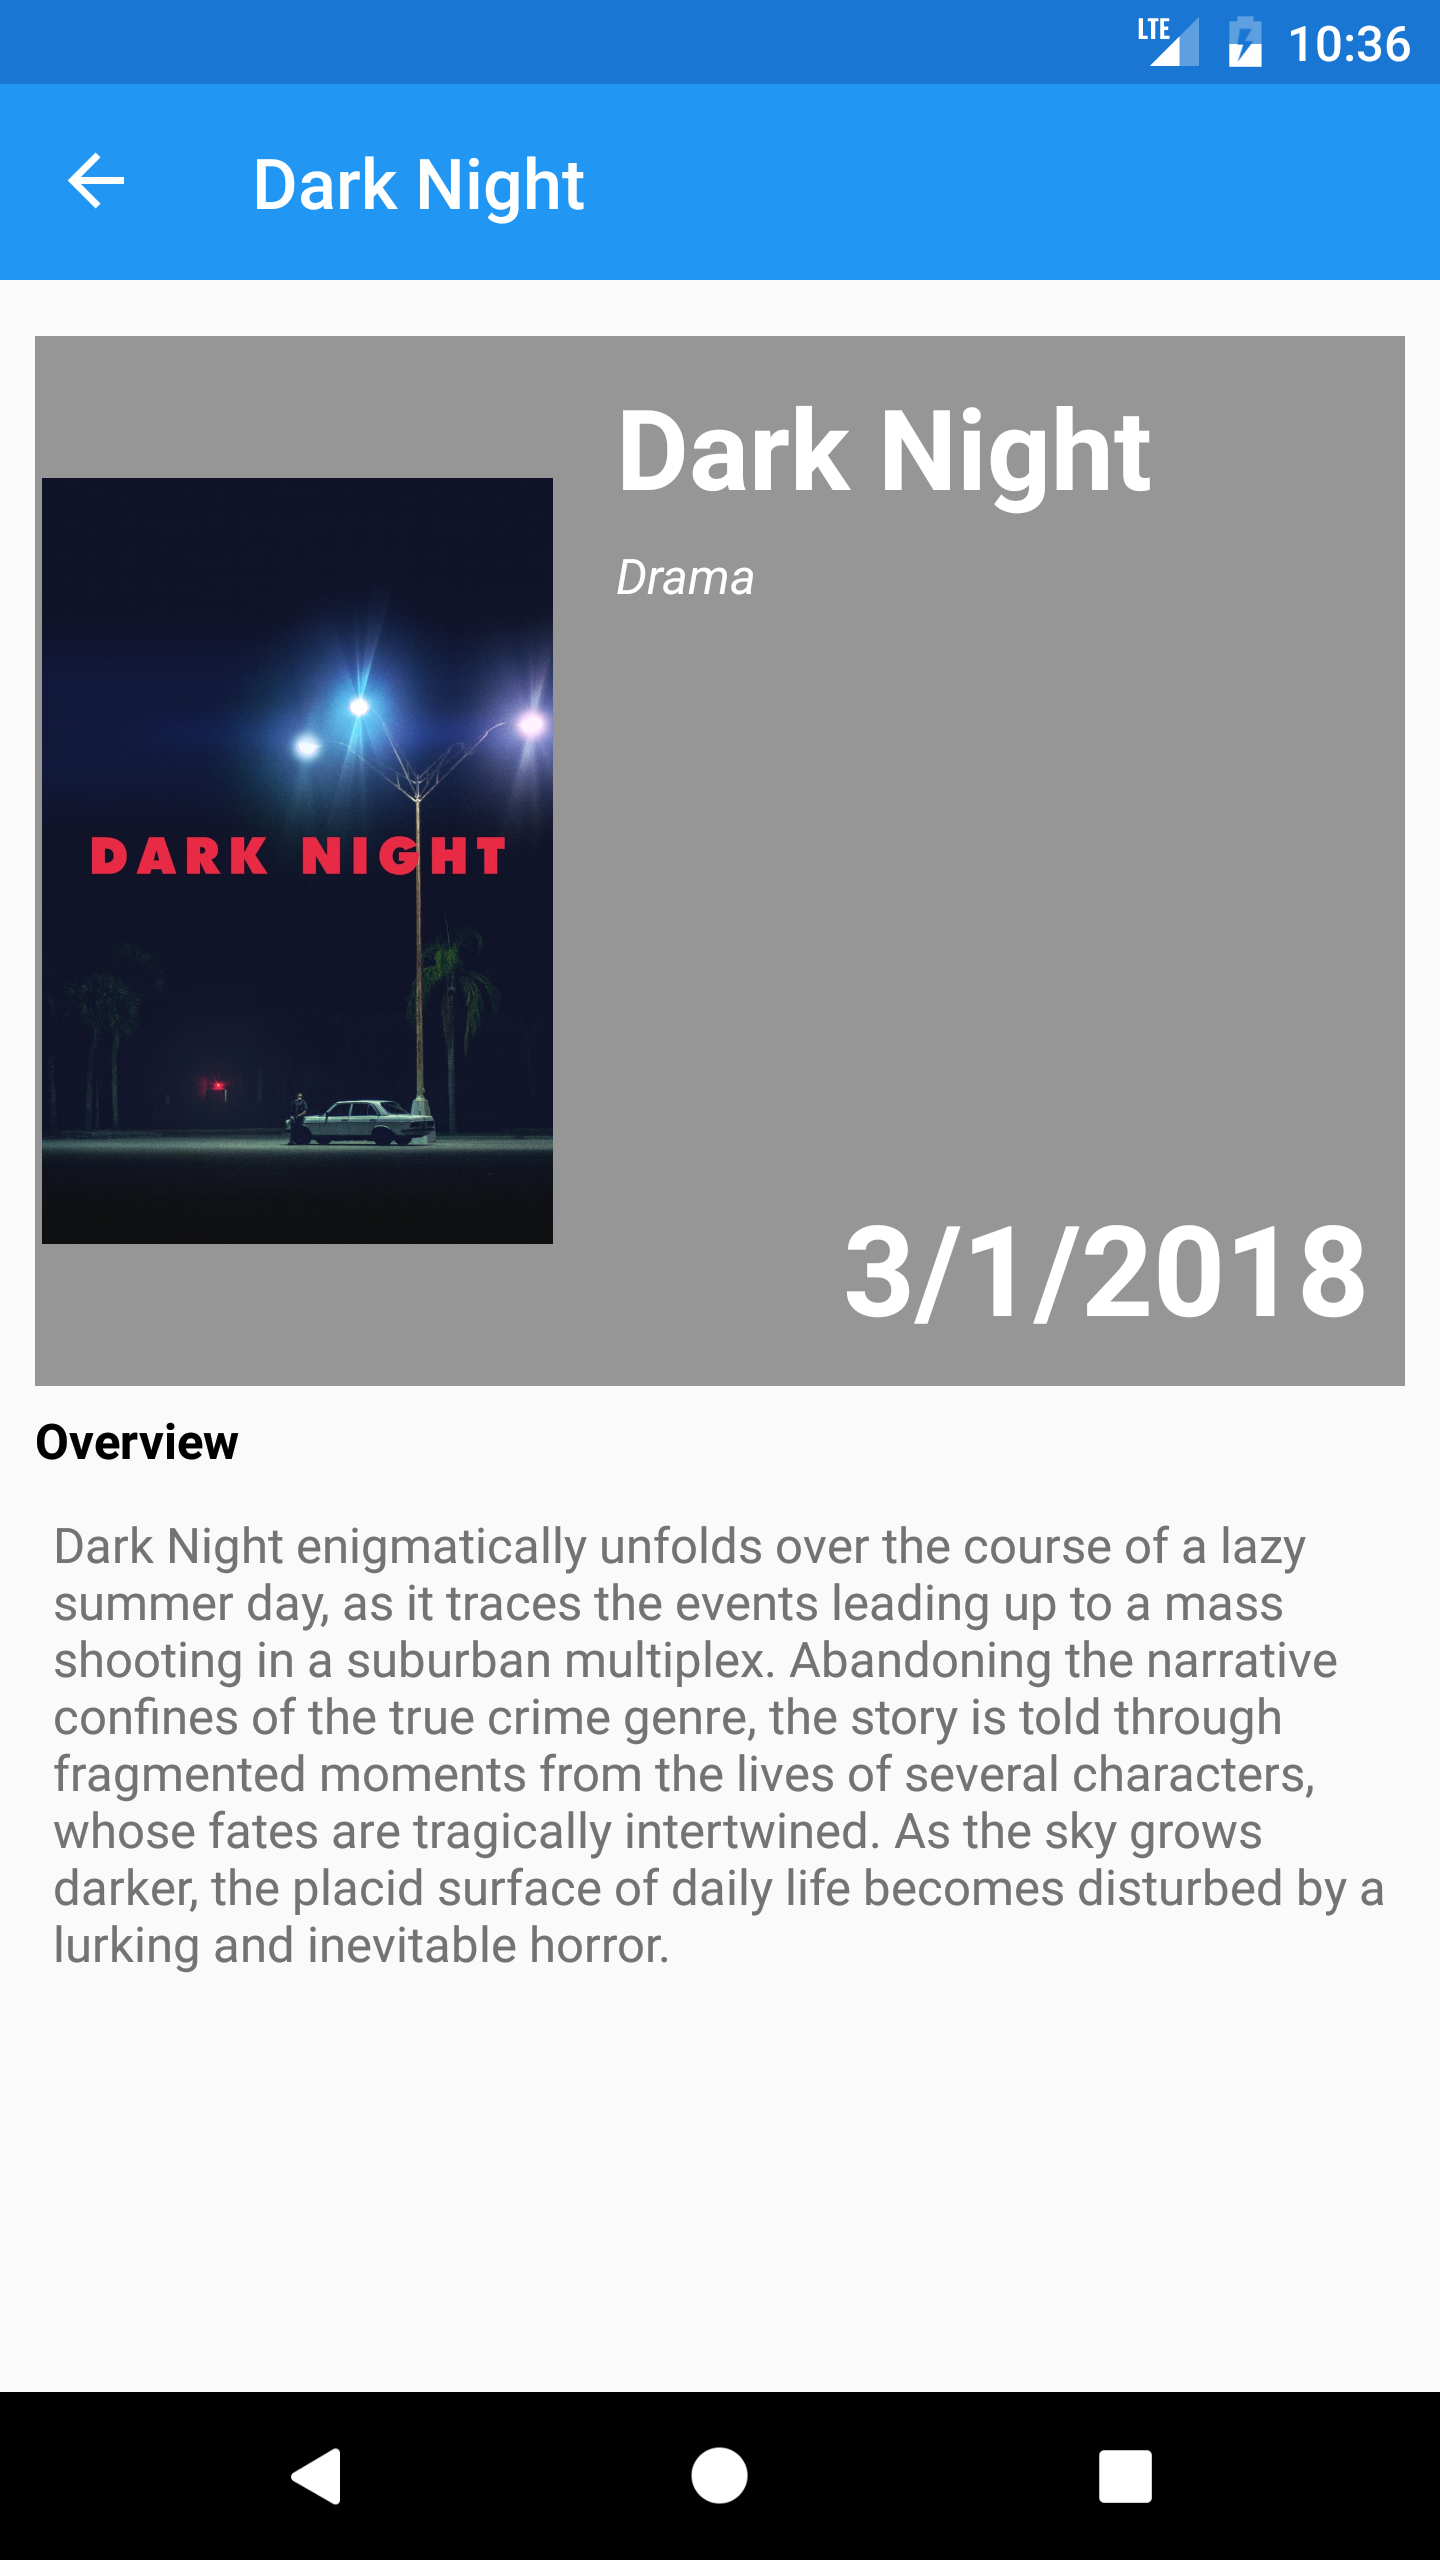 LTE 10:36
Dark Night
Dark Night
Drama
DARK NIGHT
3/1/2018
Overview
Dark Night enigmatically unfolds over the course of a lazy
summer day, as it traces the events leading up to a mass
shooting in a suburban multiplex. Abandoning the narrative
confines of the true crime genre, the story is told through
fragmented moments from the lives of several characters,
whose fates are tragically intertwined. As the sky grows
darker, the placid surface of daily life becomes disturbed by a
lurking and inevitable horror.